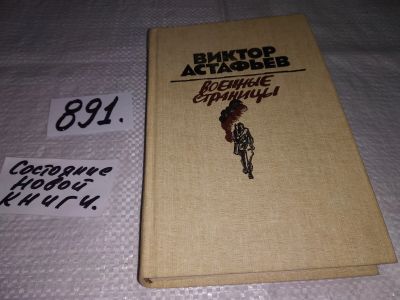 891.
Состояние
новой
книги.
ВИКТОР
АСТАФЬЕВ
ВОЕННЫЕ
СТРАНИЦЫ